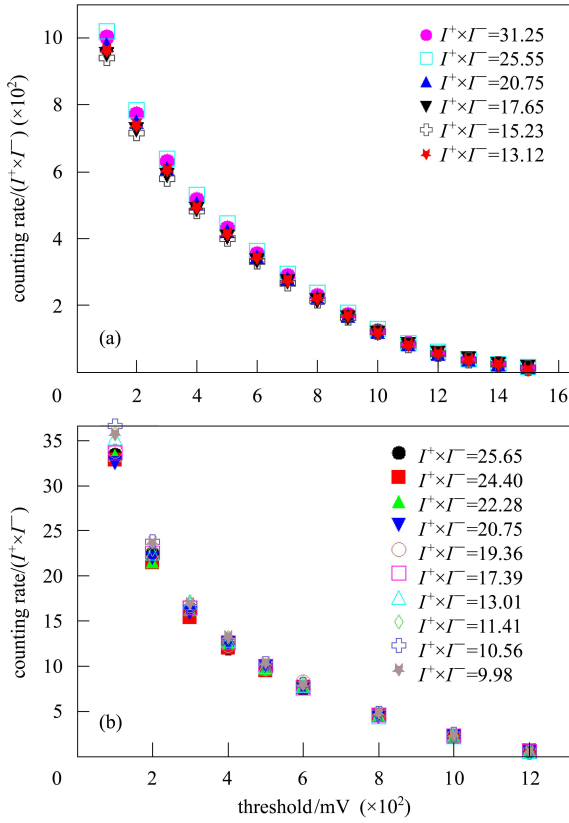 10
8
6
4
2
0
counting rate/(I⁺×I⁻) (×10²)
I⁺×I⁻=31.25
I⁺×I⁻=25.55
I⁺×I⁻=20.75
I⁺×I⁻=17.65
I⁺×I⁻=15.23
I⁺×I⁻=13.12
(a)
2 4 6 8 10 12 14 16
35
30
25
20
15
10
5
0
counting rate/(I⁺×I⁻)
I⁺×I⁻=25.65
I⁺×I⁻=24.40
I⁺×I⁻=22.28
I⁺×I⁻=20.75
I⁺×I⁻=19.36
I⁺×I⁻=17.39
I⁺×I⁻=13.01
I⁺×I⁻=11.41
I⁺×I⁻=10.56
I⁺×I⁻=9.98
(b)
2 4 6 8 10 12
threshold/mV (×10²)